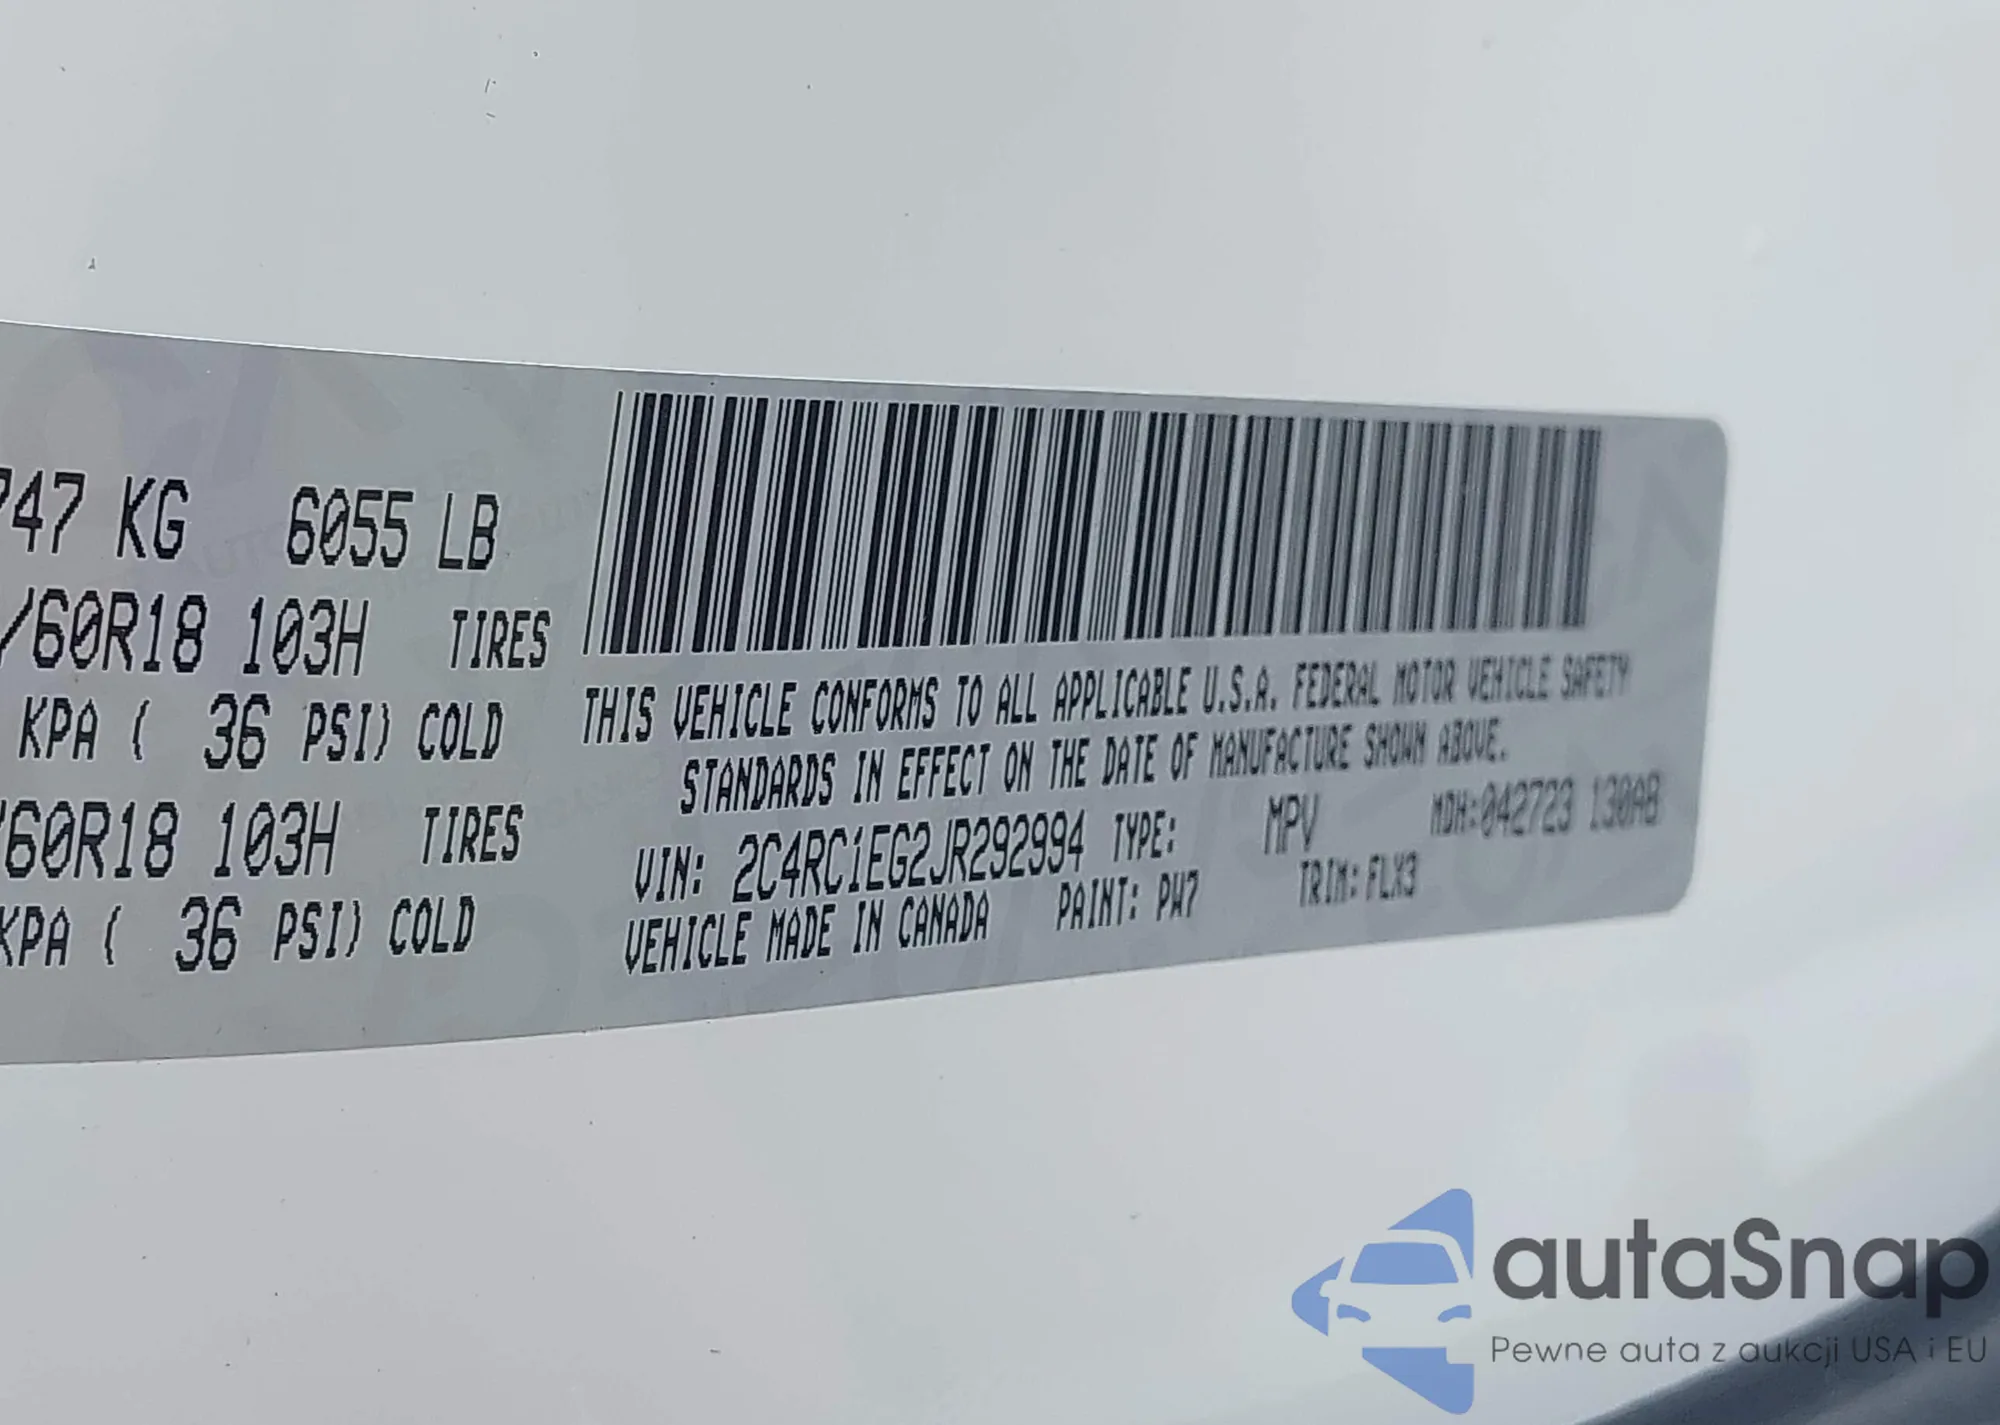 747 KG 6055 LB
/60R18 103H TIRES
KPA ( 36 PSI) COLD
/60R18 103H TIRES
KPA ( 36 PSI) COLD
THIS VEHICLE CONFORMS TO ALL APPLICABLE U.S.A. FEDERAL MOTOR VEHICLE SAFETY
STANDARDS IN EFFECT ON THE DATE OF MANUFACTURE SHOWN ABOVE.
VIN: 2C4RC1EG2JR292994 TYPE: MPV MDH:042723 130AB
VEHICLE MADE IN CANADA PAINT: PW7 TRIM: FLX3
autaSnap
Pewne auta z aukcji USA i EU